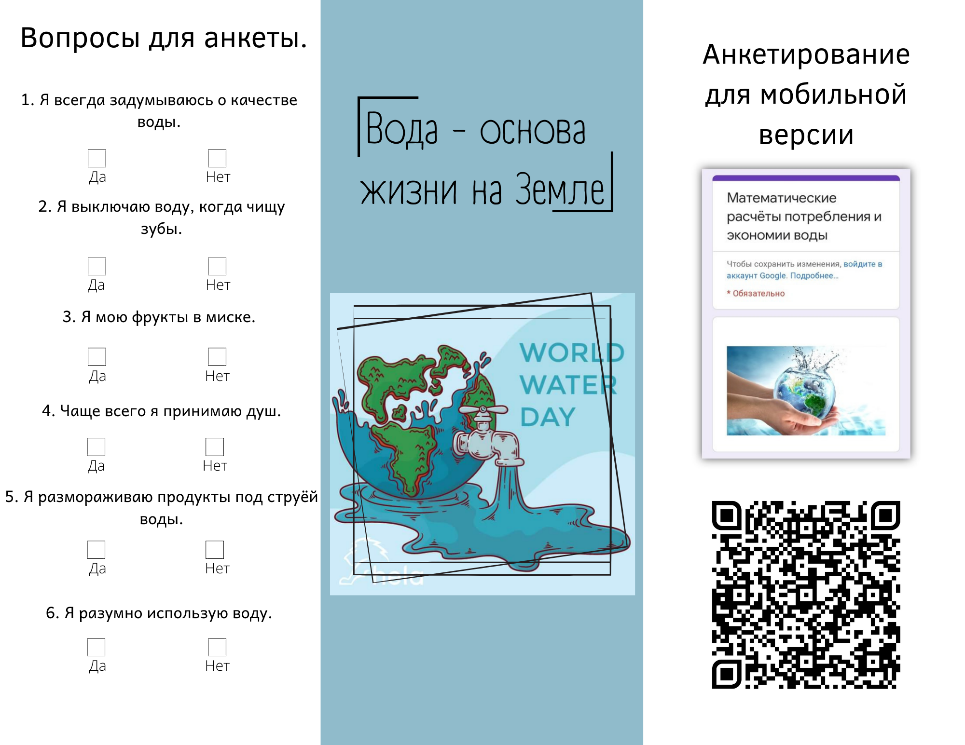 Вопросы для анкеты.
1. Я всегда задумываюсь о качестве
воды.
Да Нет
2. Я выключаю воду, когда чищу
зубы.
Да Нет
3. Я мою фрукты в миске.
Да Нет
4. Чаще всего я принимаю душ.
Да Нет
5. Я размораживаю продукты под струёй
воды.
Да Нет
6. Я разумно использую воду.
Да Нет
Вода - основа
жизни на Земле
WORLD
WATER
DAY
Анкетирование
для мобильной
версии
Математические
расчёты потребления и
экономии воды
Чтобы сохранить изменения, войдите в
аккаунт Google. Подробнее...
* Обязательно